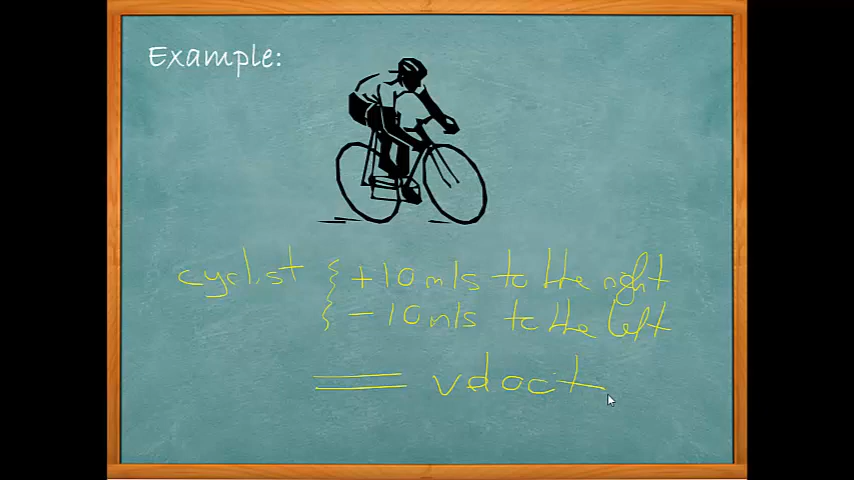 Example:
cyclist } +10 m/s to the right
} -10 m/s to the left
= velocit